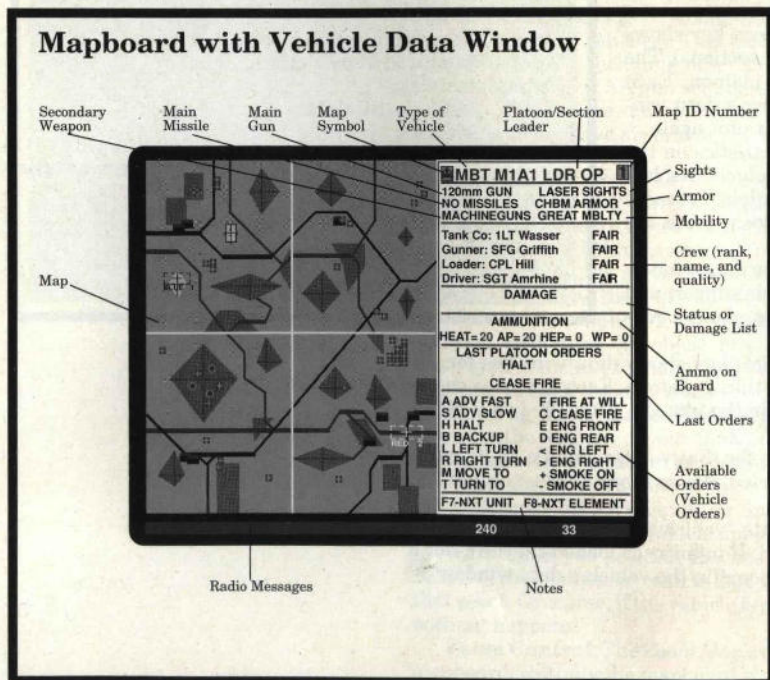 Mapboard with Vehicle Data Window
Secondary Weapon
Main Missile
Main Gun
Map Symbol
Type of Vehicle
Platoon/Section Loader
Map ID Number
MBT M1A1 LDR OP 1
120mm GUN LASER SIGHTS
NO MISSILES CHBM ARMOR
MACHINEGUNS GREAT MBLTY
Tank Co: 1LT Wasser FAIR
Gunner: SFG Griffith FAIR
Loader: CPL Hill FAIR
Driver: SGT Amrhine FAIR
DAMAGE
AMMUNITION
HEAT= 20 AP= 20 HEP= 0 WP= 0
LAST PLATOON ORDERS
HALT
CEASE FIRE
A ADV FAST F FIRE AT WILL
S ADV SLOW C CEASE FIRE
H HALT E ENG FRONT
B BACKUP D ENG REAR
L LEFT TURN < ENG LEFT
R RIGHT TURN > ENG RIGHT
M MOVE TO + SMOKE ON
T TURN TO - SMOKE OFF
F7-NXT UNIT F8-NXT ELEMENT
240 33
Sights
Armor
Mobility
Crew (rank,
name, and
quality)
Status or
Damage List
Ammo on
Board
Last Orders
Available
Orders
(Vehicle
Orders)
Map
BLUE
RED
Radio Messages
Notes